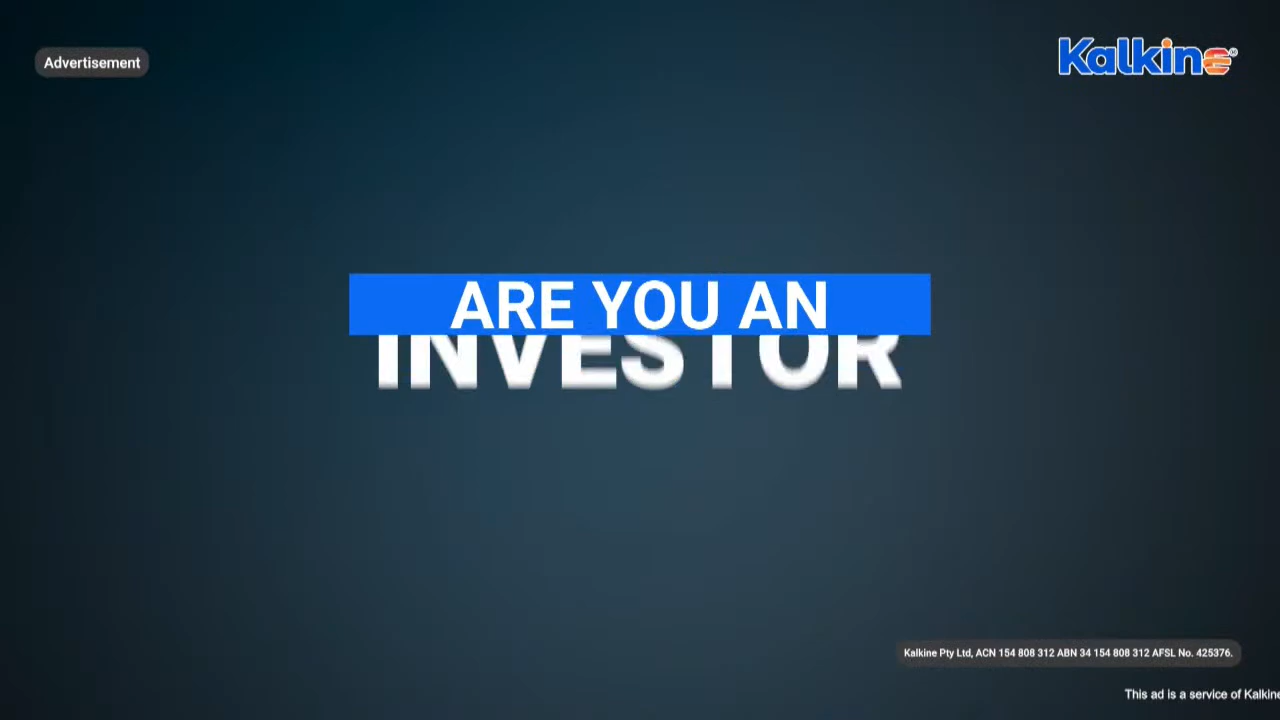 Advertisement
Kalkine®
ARE YOU AN
INVESTOR
Kalkine Pty Ltd, ACN 154 808 312 ABN 34 154 808 312 AFSL No. 425376.
This ad is a service of Kalkine